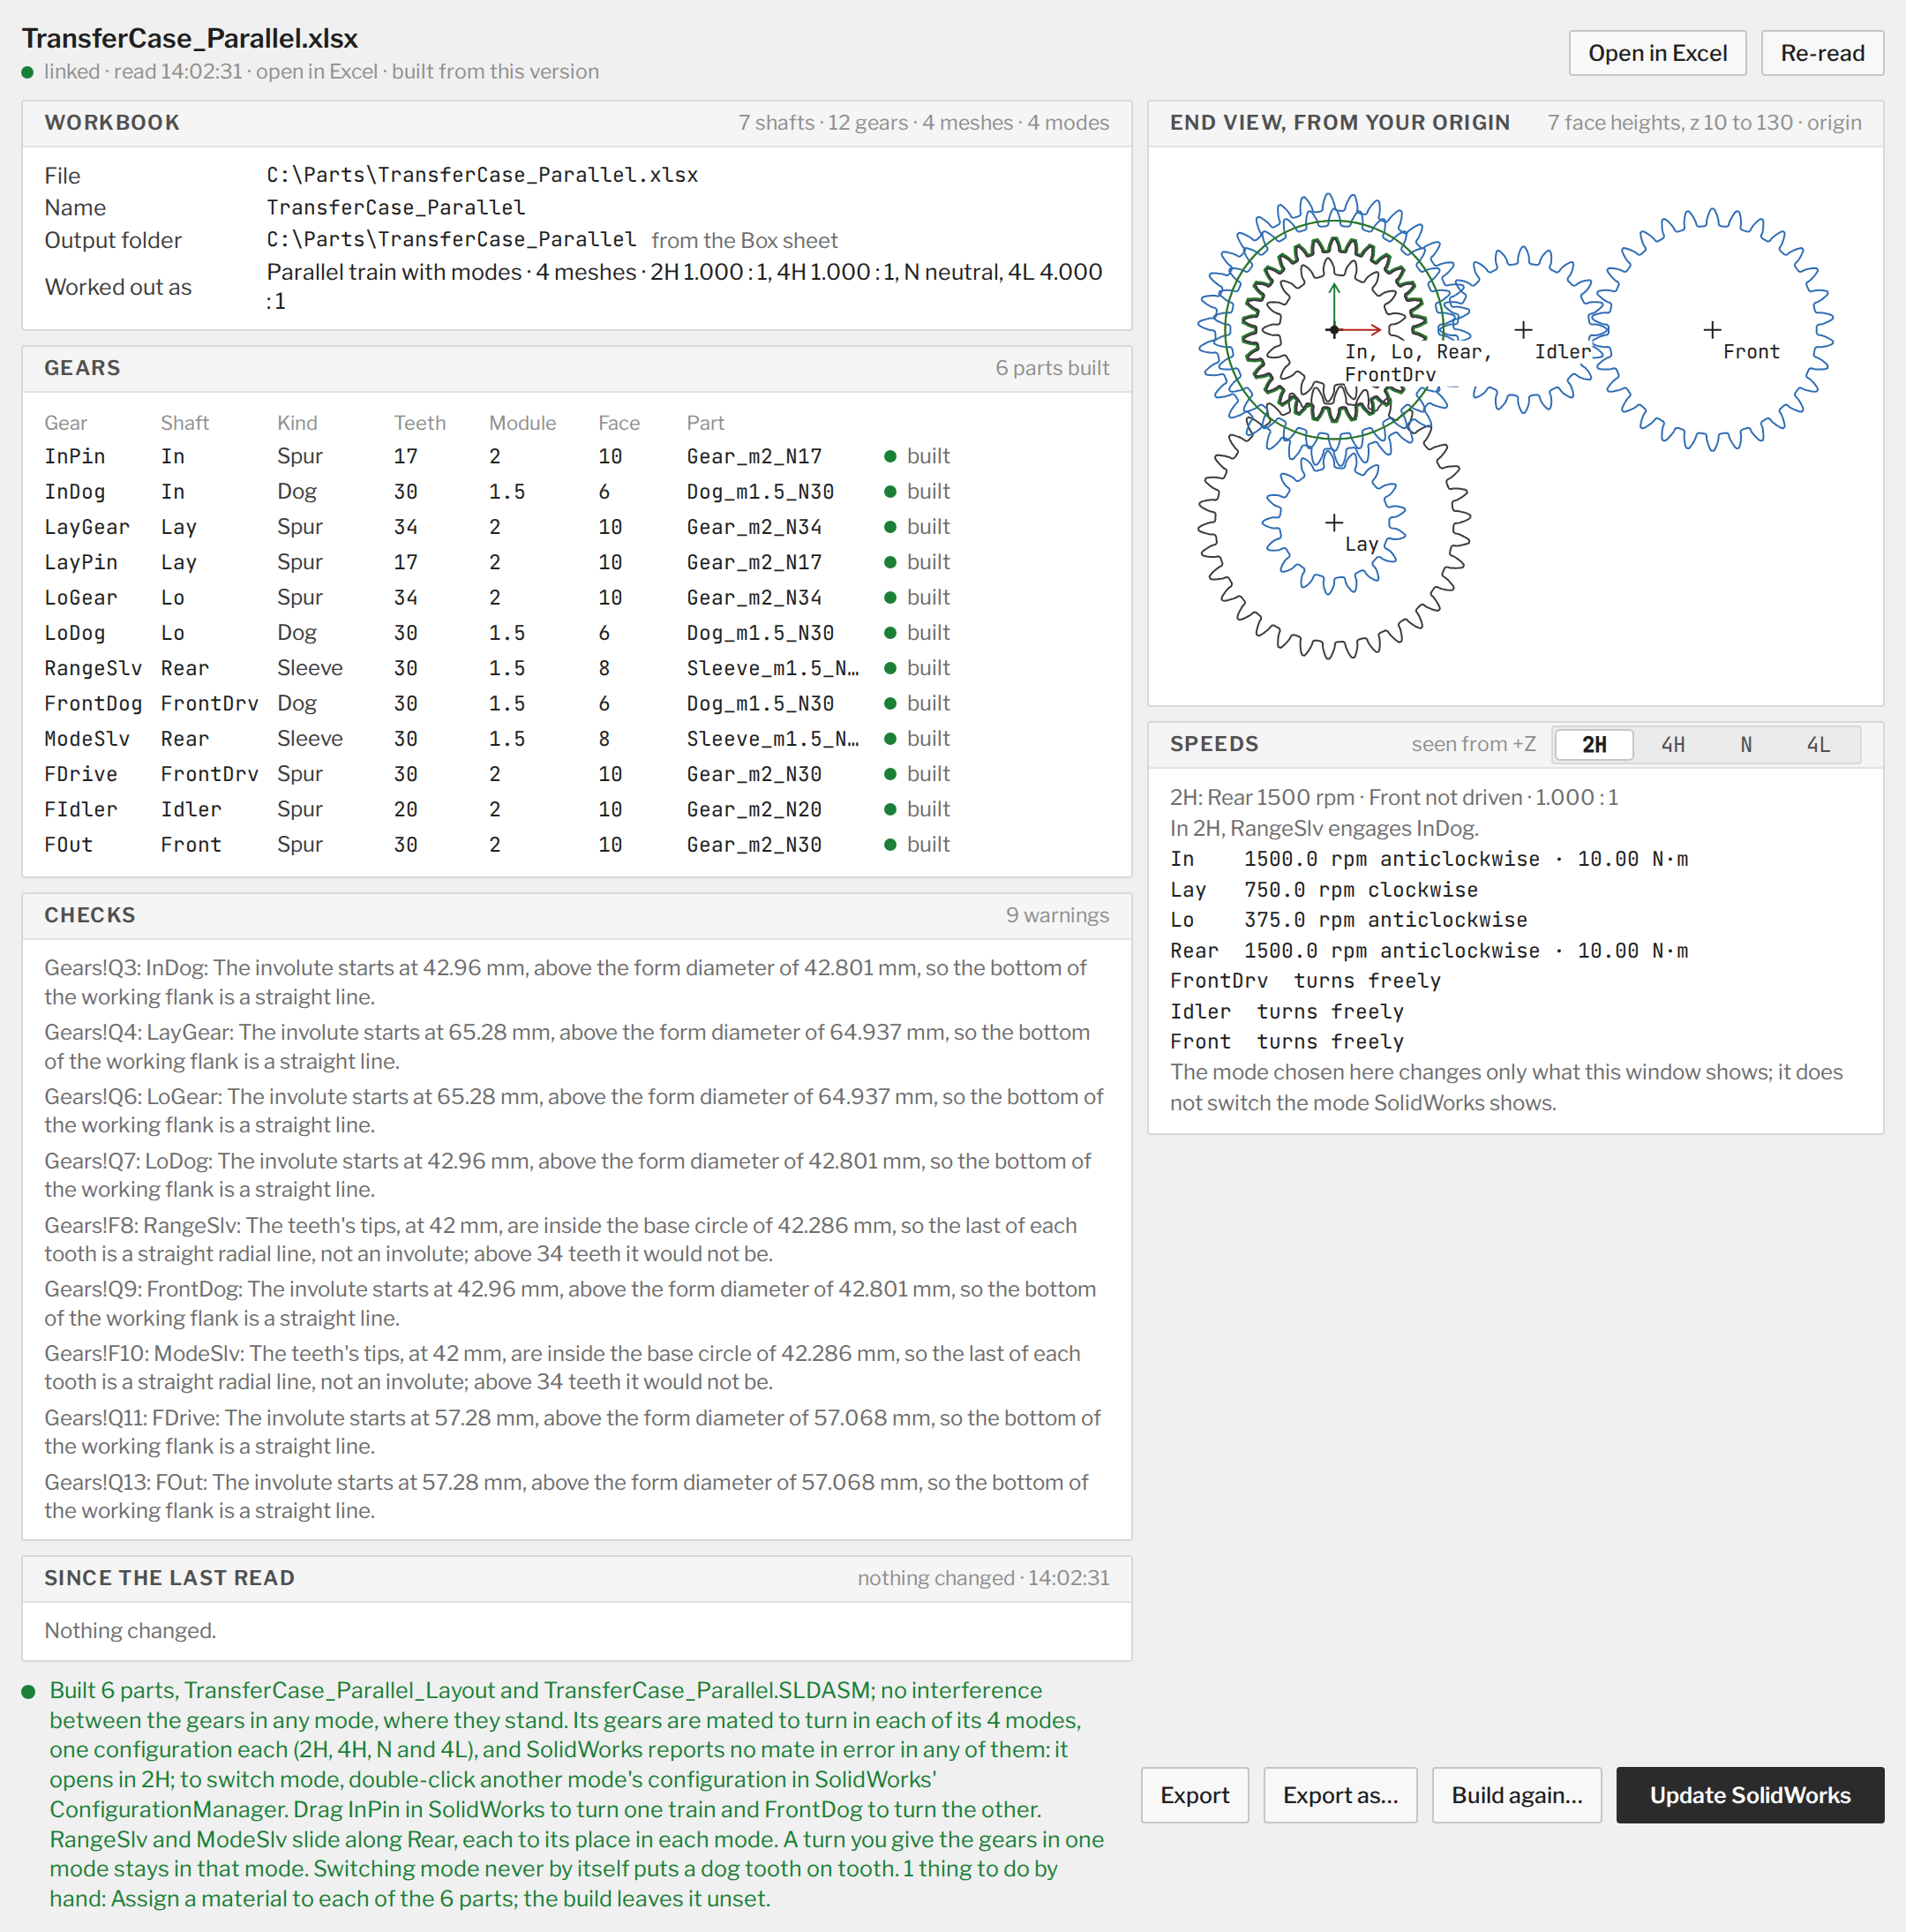 TransferCase_Parallel.xlsx
linked · read 14:02:31 · open in Excel · built from this version
Open in Excel
Re-read
WORKBOOK
7 shafts · 12 gears · 4 meshes · 4 modes
File C:\Parts\TransferCase_Parallel.xlsx
Name TransferCase_Parallel
Output folder C:\Parts\TransferCase_Parallel from the Box sheet
Worked out as Parallel train with modes · 4 meshes · 2H 1.000 : 1, 4H 1.000 : 1, N neutral, 4L 4.000
: 1
GEARS
6 parts built
Gear Shaft Kind Teeth Module Face Part
InPin In Spur 17 2 10 Gear_m2_N17 built
InDog In Dog 30 1.5 6 Dog_m1.5_N30 built
LayGear Lay Spur 34 2 10 Gear_m2_N34 built
LayPin Lay Spur 17 2 10 Gear_m2_N17 built
LoGear Lo Spur 34 2 10 Gear_m2_N34 built
LoDog Lo Dog 30 1.5 6 Dog_m1.5_N30 built
RangeSlv Rear Sleeve 30 1.5 8 Sleeve_m1.5_N… built
FrontDog FrontDrv Dog 30 1.5 6 Dog_m1.5_N30 built
ModeSlv Rear Sleeve 30 1.5 8 Sleeve_m1.5_N… built
FDrive FrontDrv Spur 30 2 10 Gear_m2_N30 built
FIdler Idler Spur 20 2 10 Gear_m2_N20 built
FOut Front Spur 30 2 10 Gear_m2_N30 built
CHECKS
9 warnings
Gears!Q3: InDog: The involute starts at 42.96 mm, above the form diameter of 42.801 mm, so the bottom of
the working flank is a straight line.
Gears!Q4: LayGear: The involute starts at 65.28 mm, above the form diameter of 64.937 mm, so the bottom
of the working flank is a straight line.
Gears!Q6: LoGear: The involute starts at 65.28 mm, above the form diameter of 64.937 mm, so the bottom of
the working flank is a straight line.
Gears!Q7: LoDog: The involute starts at 42.96 mm, above the form diameter of 42.801 mm, so the bottom of
the working flank is a straight line.
Gears!F8: RangeSlv: The teeth's tips, at 42 mm, are inside the base circle of 42.286 mm, so the last of each
tooth is a straight radial line, not an involute; above 34 teeth it would not be.
Gears!Q9: FrontDog: The involute starts at 42.96 mm, above the form diameter of 42.801 mm, so the bottom
of the working flank is a straight line.
Gears!F10: ModeSlv: The teeth's tips, at 42 mm, are inside the base circle of 42.286 mm, so the last of each
tooth is a straight radial line, not an involute; above 34 teeth it would not be.
Gears!Q11: FDrive: The involute starts at 57.28 mm, above the form diameter of 57.068 mm, so the bottom of
the working flank is a straight line.
Gears!Q13: FOut: The involute starts at 57.28 mm, above the form diameter of 57.068 mm, so the bottom of
the working flank is a straight line.
SINCE THE LAST READ
nothing changed · 14:02:31
Nothing changed.
Built 6 parts, TransferCase_Parallel_Layout and TransferCase_Parallel.SLDASM; no interference
between the gears in any mode, where they stand. Its gears are mated to turn in each of its 4 modes,
one configuration each (2H, 4H, N and 4L), and SolidWorks reports no mate in error in any of them: it
opens in 2H; to switch mode, double-click another mode's configuration in SolidWorks'
ConfigurationManager. Drag InPin in SolidWorks to turn one train and FrontDog to turn the other.
RangeSlv and ModeSlv slide along Rear, each to its place in each mode. A turn you give the gears in one
mode stays in that mode. Switching mode never by itself puts a dog tooth on tooth. 1 thing to do by
hand: Assign a material to each of the 6 parts; the build leaves it unset.
END VIEW, FROM YOUR ORIGIN
7 face heights, z 10 to 130 · origin
In, Lo, Rear,
FrontDrv
Idler
Front
Lay
SPEEDS
seen from +Z
2H 4H N 4L
2H: Rear 1500 rpm · Front not driven · 1.000 : 1
In 2H, RangeSlv engages InDog.
In 1500.0 rpm anticlockwise · 10.00 N·m
Lay 750.0 rpm clockwise
Lo 375.0 rpm anticlockwise
Rear 1500.0 rpm anticlockwise · 10.00 N·m
FrontDrv turns freely
Idler turns freely
Front turns freely
The mode chosen here changes only what this window shows; it does
not switch the mode SolidWorks shows.
Export
Export as…
Build again…
Update SolidWorks